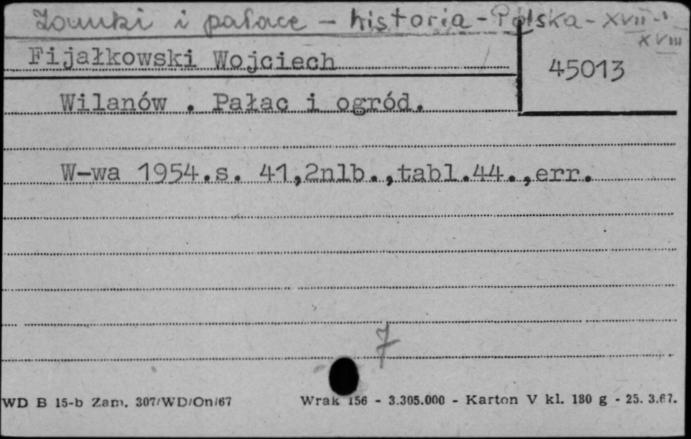 Zamki i pałace - historia - Polska - XVII - XVIII
Fijałkowski Wojciech
45013
Wilanów . Pałac i ogród.
W-wa 1954.s. 41,2nlb.,tabl.44.,err.
7
WD B 15-b Zam. 307/WD/On/67 Wrak 156 - 3.305.000 - Karton V kl. 180 g - 25. 3.67.